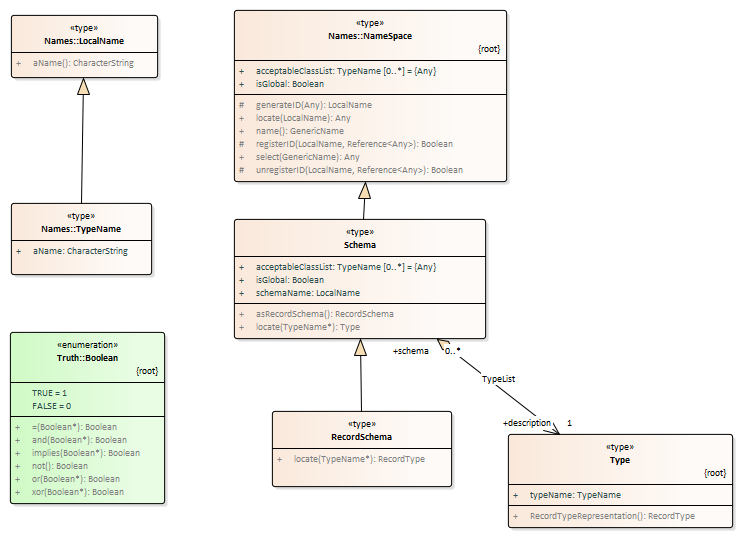 «type»
Names::LocalName
+ aName(): CharacterString
«type»
Names::NameSpace
{root}
+ acceptableClassList: TypeName [0..*] = {Any}
+ isGlobal: Boolean
# generateID(Any): LocalName
+ locate(LocalName): Any
+ name(): GenericName
# registerID(LocalName, Reference<Any>): Boolean
+ select(GenericName): Any
# unregisterID(LocalName, Reference<Any>): Boolean
«type»
Names::TypeName
+ aName: CharacterString
«type»
Schema
+ acceptableClassList: TypeName [0..*] = {Any}
+ isGlobal: Boolean
+ schemaName: LocalName
+ asRecordSchema(): RecordSchema
+ locate(TypeName*): Type
«enumeration»
Truth::Boolean
{root}
TRUE = 1
FALSE = 0
+ =(Boolean*): Boolean
+ and(Boolean*): Boolean
+ implies(Boolean*): Boolean
+ not(): Boolean
+ or(Boolean*): Boolean
+ xor(Boolean*): Boolean
+schema 0..*
TypeList
+description 1
«type»
RecordSchema
+ locate(TypeName*): RecordType
«type»
Type
{root}
+ typeName: TypeName
+ RecordTypeRepresentation(): RecordType